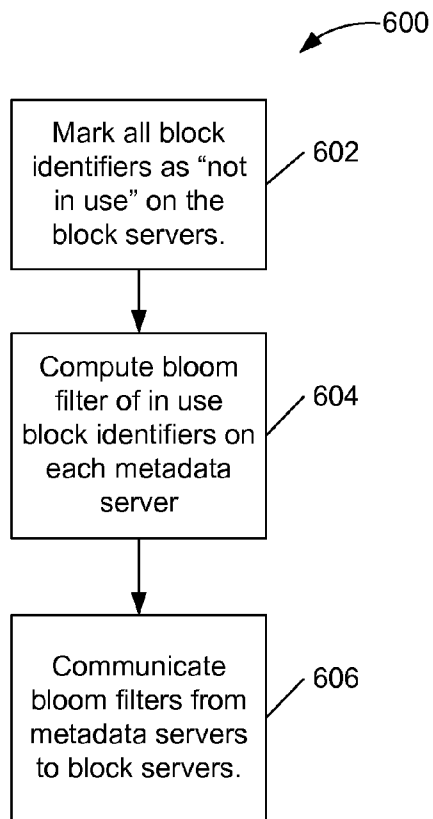 600
Mark all block
identifiers as “not
in use” on the
block servers.
602
Compute bloom
filter of in use
block identifiers on
each metadata
server
604
Communicate
bloom filters from
metadata servers
to block servers.
606